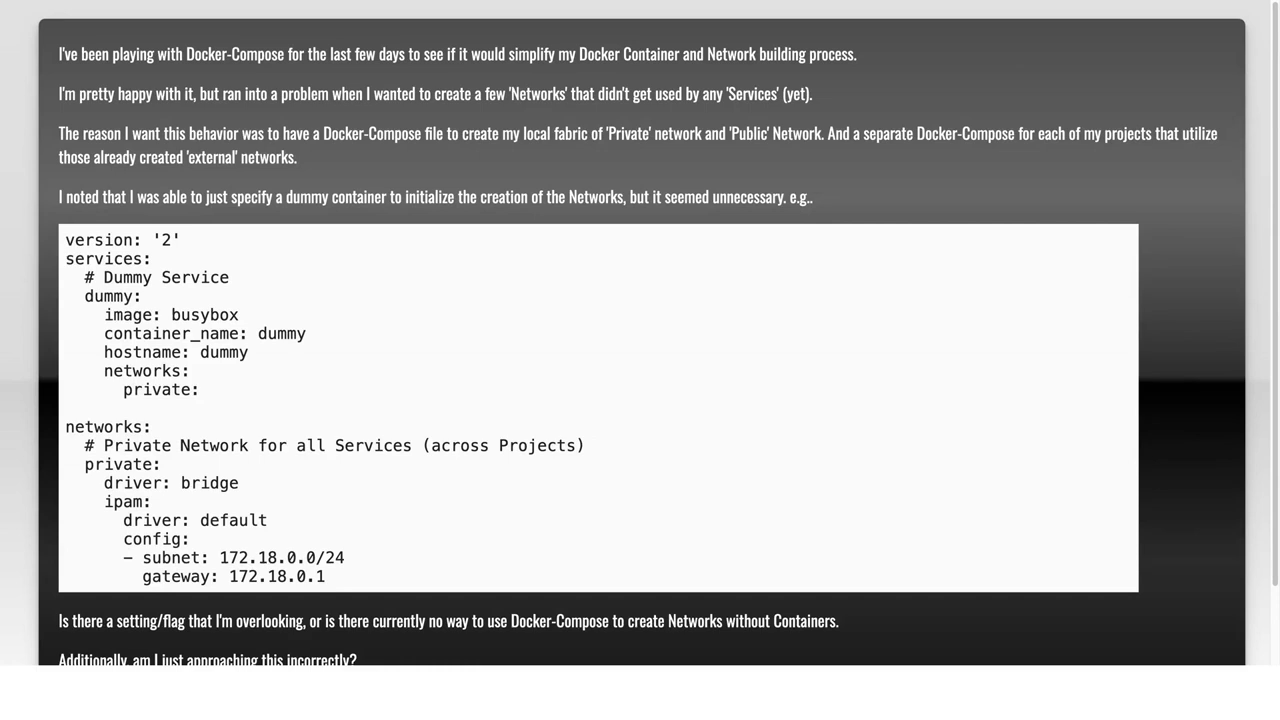 I've been playing with Docker-Compose for the last few days to see if it would simplify my Docker Container and Network building process.
I'm pretty happy with it, but ran into a problem when I wanted to create a few 'Networks' that didn't get used by any 'Services' (yet).
The reason I want this behavior was to have a Docker-Compose file to create my local fabric of 'Private' network and 'Public' Network. And a separate Docker-Compose for each of my projects that utilize
those already created 'external' networks.
I noted that I was able to just specify a dummy container to initialize the creation of the Networks, but it seemed unnecessary. e.g..
version: '2'
services:
  # Dummy Service
  dummy:
    image: busybox
    container_name: dummy
    hostname: dummy
    networks:
      private:

networks:
  # Private Network for all Services (across Projects)
  private:
    driver: bridge
    ipam:
      driver: default
      config:
      - subnet: 172.18.0.0/24
        gateway: 172.18.0.1
Is there a setting/flag that I'm overlooking, or is there currently no way to use Docker-Compose to create Networks without Containers.
Additionally, am I just approaching this incorrectly?